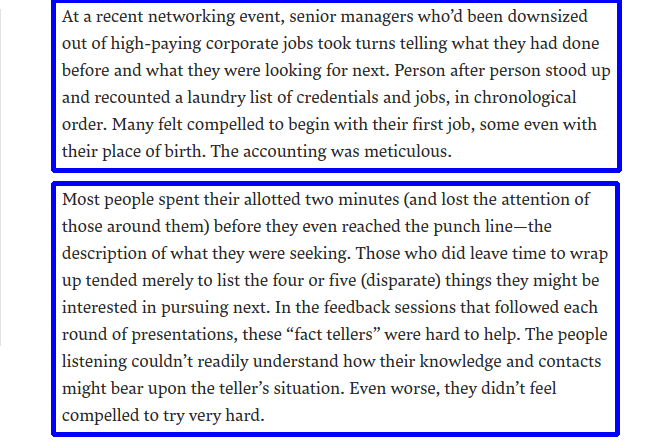 At a recent networking event, senior managers who’d been downsized
out of high-paying corporate jobs took turns telling what they had done
before and what they were looking for next. Person after person stood up
and recounted a laundry list of credentials and jobs, in chronological
order. Many felt compelled to begin with their first job, some even with
their place of birth. The accounting was meticulous.
Most people spent their allotted two minutes (and lost the attention of
those around them) before they even reached the punch line—the
description of what they were seeking. Those who did leave time to wrap
up tended merely to list the four or five (disparate) things they might be
interested in pursuing next. In the feedback sessions that followed each
round of presentations, these “fact tellers” were hard to help. The people
listening couldn’t readily understand how their knowledge and contacts
might bear upon the teller’s situation. Even worse, they didn’t feel
compelled to try very hard.